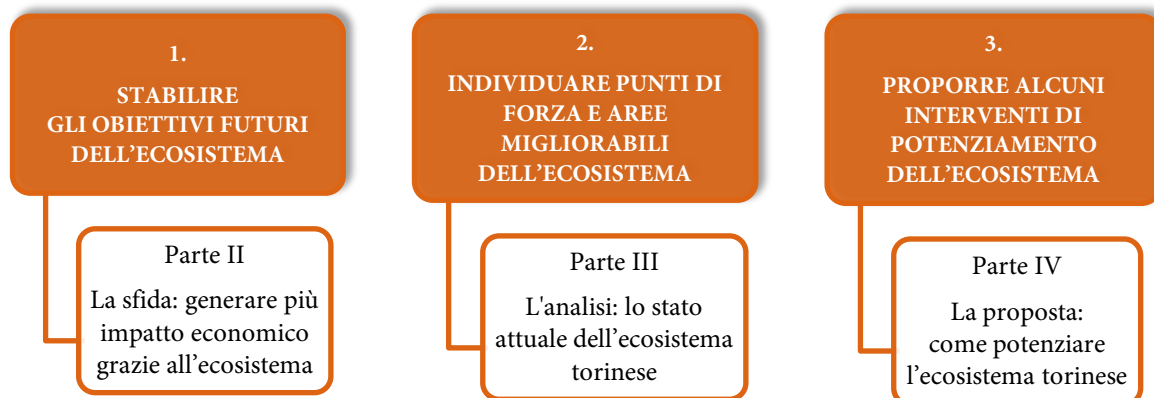 1.
STABILIRE
GLI OBIETTIVI FUTURI
DELL’ECOSISTEMA
Parte II
La sfida: generare più
impatto economico
grazie all’ecosistema
2.
INDIVIDUARE PUNTI DI
FORZA E AREE
MIGLIORABILI
DELL’ECOSISTEMA
Parte III
L'analisi: lo stato
attuale dell’ecosistema
torinese
3.
PROPORRE ALCUNI
INTERVENTI DI
POTENZIAMENTO
DELL’ECOSISTEMA
Parte IV
La proposta:
come potenziare
l’ecosistema torinese